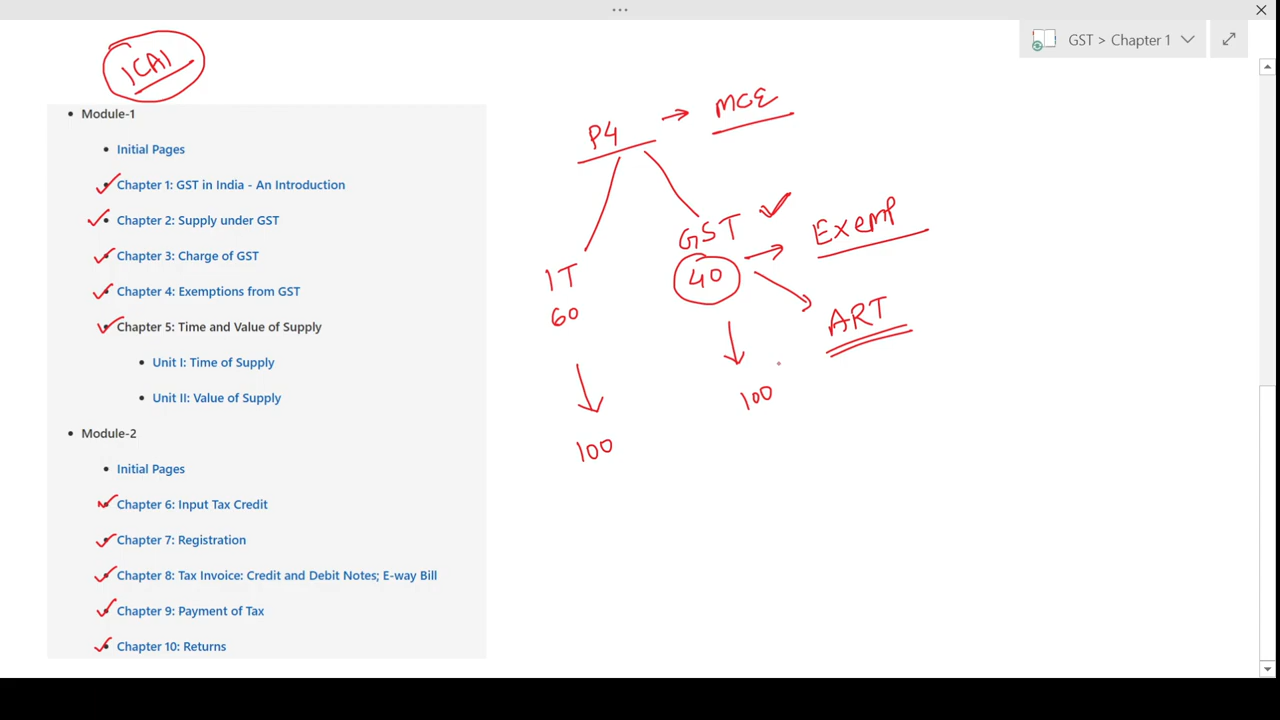 GST > Chapter 1
ICAI
Module-1
Initial Pages
Chapter 1: GST in India - An Introduction
Chapter 2: Supply under GST
Chapter 3: Charge of GST
Chapter 4: Exemptions from GST
Chapter 5: Time and Value of Supply
Unit I: Time of Supply
Unit II: Value of Supply
Module-2
Initial Pages
Chapter 6: Input Tax Credit
Chapter 7: Registration
Chapter 8: Tax Invoice: Credit and Debit Notes; E-way Bill
Chapter 9: Payment of Tax
Chapter 10: Returns
P4
IT
60
100
GST
40
Exemp
ART
100